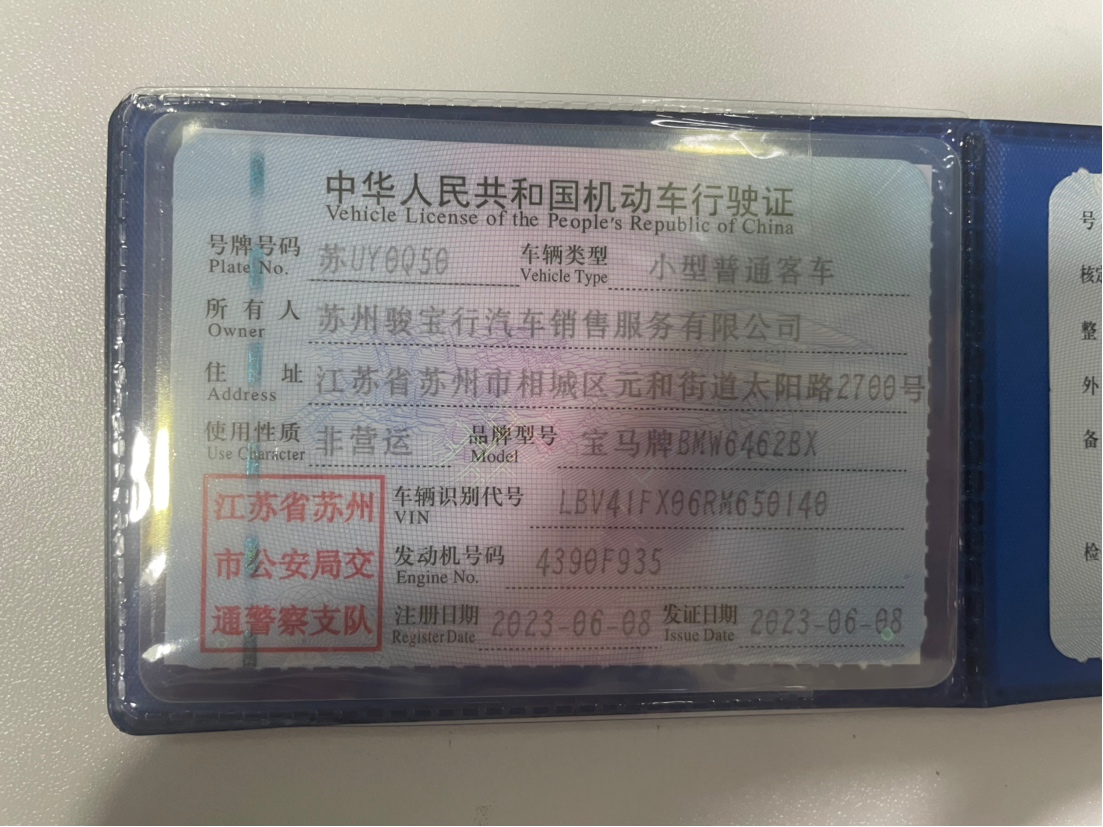 中华人民共和国机动车行驶证
Vehicle License of the People's Republic of China
号牌号码 苏UY0Q50 车辆类型 小型普通客车
Plate No. Vehicle Type
所有人 苏州骏宝行汽车销售服务有限公司
Owner
住址 江苏省苏州市相城区元和街道太阳路2700号
Address
使用性质 非营运 品牌型号 宝马牌BMW6462BX
Use Character Model
江苏省苏州
市公安局交
通警察支队
车辆识别代号 LBV41FX06RM650140
VIN
发动机号码 4390F935
Engine No.
注册日期 2023-06-08 发证日期 2023-06-08
Register Date Issue Date
号
核定
整
外
备
检